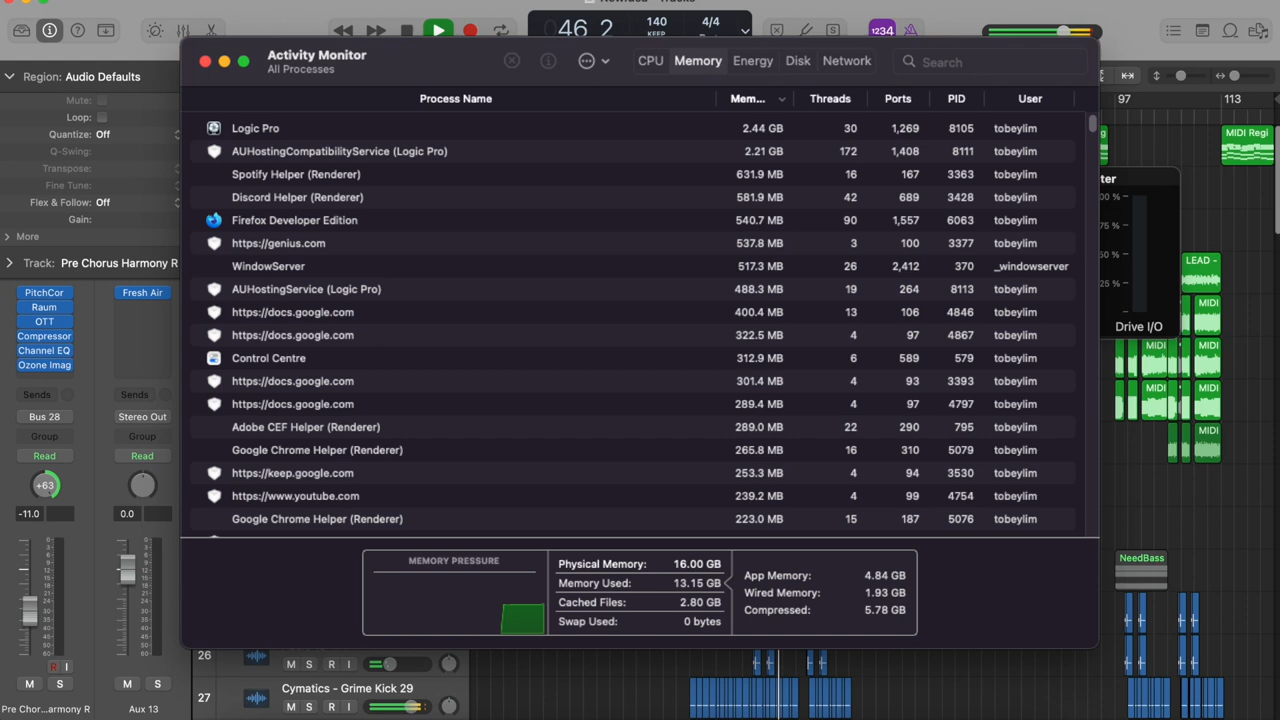 46 2
140
KEEP
4/4
1234
Region: Audio Defaults
Mute:
Loop:
Quantize: Off
Q-Swing:
Transpose:
Fine Tune:
Flex & Follow: Off
Gain:
More
Track: Pre Chorus Harmony R
PitchCor
Raum
OTT
Compressor
Channel EQ
Ozone Imag
Fresh Air
Sends
Sends
Bus 28
Stereo Out
Group
Group
Read
Read
+63
-11.0
0.0
M S
M S
R I
Pre Chor...armony R
Aux 13
Activity Monitor
All Processes
CPU
Memory
Energy
Disk
Network
Search
Process Name Mem... Threads Ports PID User
Logic Pro 2.44 GB 30 1,269 8105 tobeylim
AUHostingCompatibilityService (Logic Pro) 2.21 GB 172 1,408 8111 tobeylim
Spotify Helper (Renderer) 631.9 MB 16 167 3363 tobeylim
Discord Helper (Renderer) 581.9 MB 42 689 3428 tobeylim
Firefox Developer Edition 540.7 MB 90 1,557 6063 tobeylim
https://genius.com 537.8 MB 3 100 3377 tobeylim
WindowServer 517.3 MB 26 2,412 370 _windowserver
AUHostingService (Logic Pro) 488.3 MB 19 264 8113 tobeylim
https://docs.google.com 400.4 MB 13 106 4846 tobeylim
https://docs.google.com 322.5 MB 4 95 4867 tobeylim
Control Centre 312.9 MB 6 589 579 tobeylim
https://docs.google.com 301.4 MB 4 93 3393 tobeylim
https://docs.google.com 289.4 MB 4 97 4797 tobeylim
Adobe CEF Helper (Renderer) 289.0 MB 22 290 795 tobeylim
Google Chrome Helper (Renderer) 265.8 MB 16 310 5079 tobeylim
https://keep.google.com 253.3 MB 4 94 3530 tobeylim
https://www.youtube.com 239.2 MB 4 99 4754 tobeylim
Google Chrome Helper (Renderer) 223.0 MB 15 187 5076 tobeylim
MEMORY PRESSURE
Physical Memory: 16.00 GB
Memory Used: 13.15 GB
Cached Files: 2.80 GB
Swap Used: 0 bytes
App Memory: 4.84 GB
Wired Memory: 1.93 GB
Compressed: 5.78 GB
97
113
MIDI Regi
ter
00 %
75 %
50 %
25 %
Drive I/O
LEAD -
MIDI
MIDI
MIDI
MIDI
MIDI
MIDI
NeedBass
26
M S R I
27
Cymatics - Grime Kick 29
M S R I